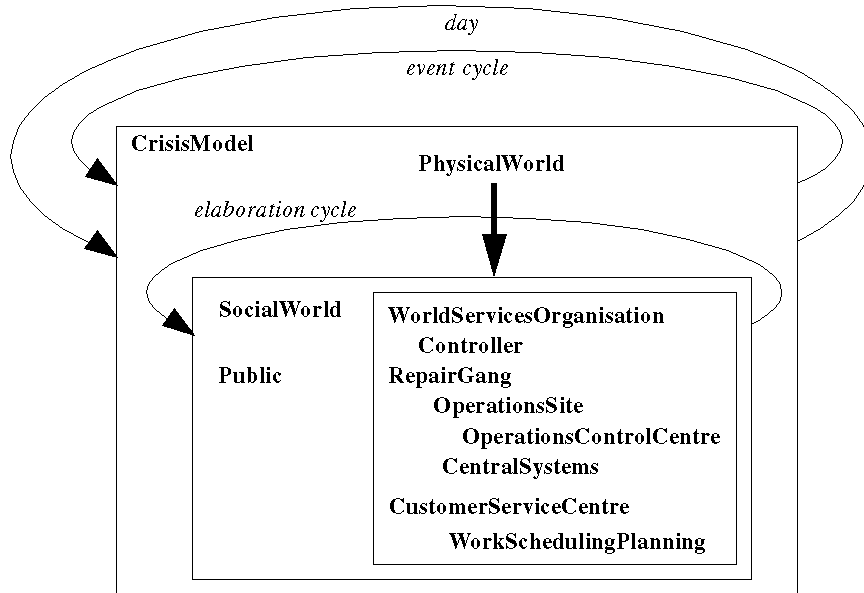 day
event cycle
CrisisModel
PhysicalWorld
elaboration cycle
SocialWorld
Public
WorldServicesOrganisation
Controller
RepairGang
OperationsSite
OperationsControlCentre
CentralSystems
CustomerServiceCentre
WorkSchedulingPlanning